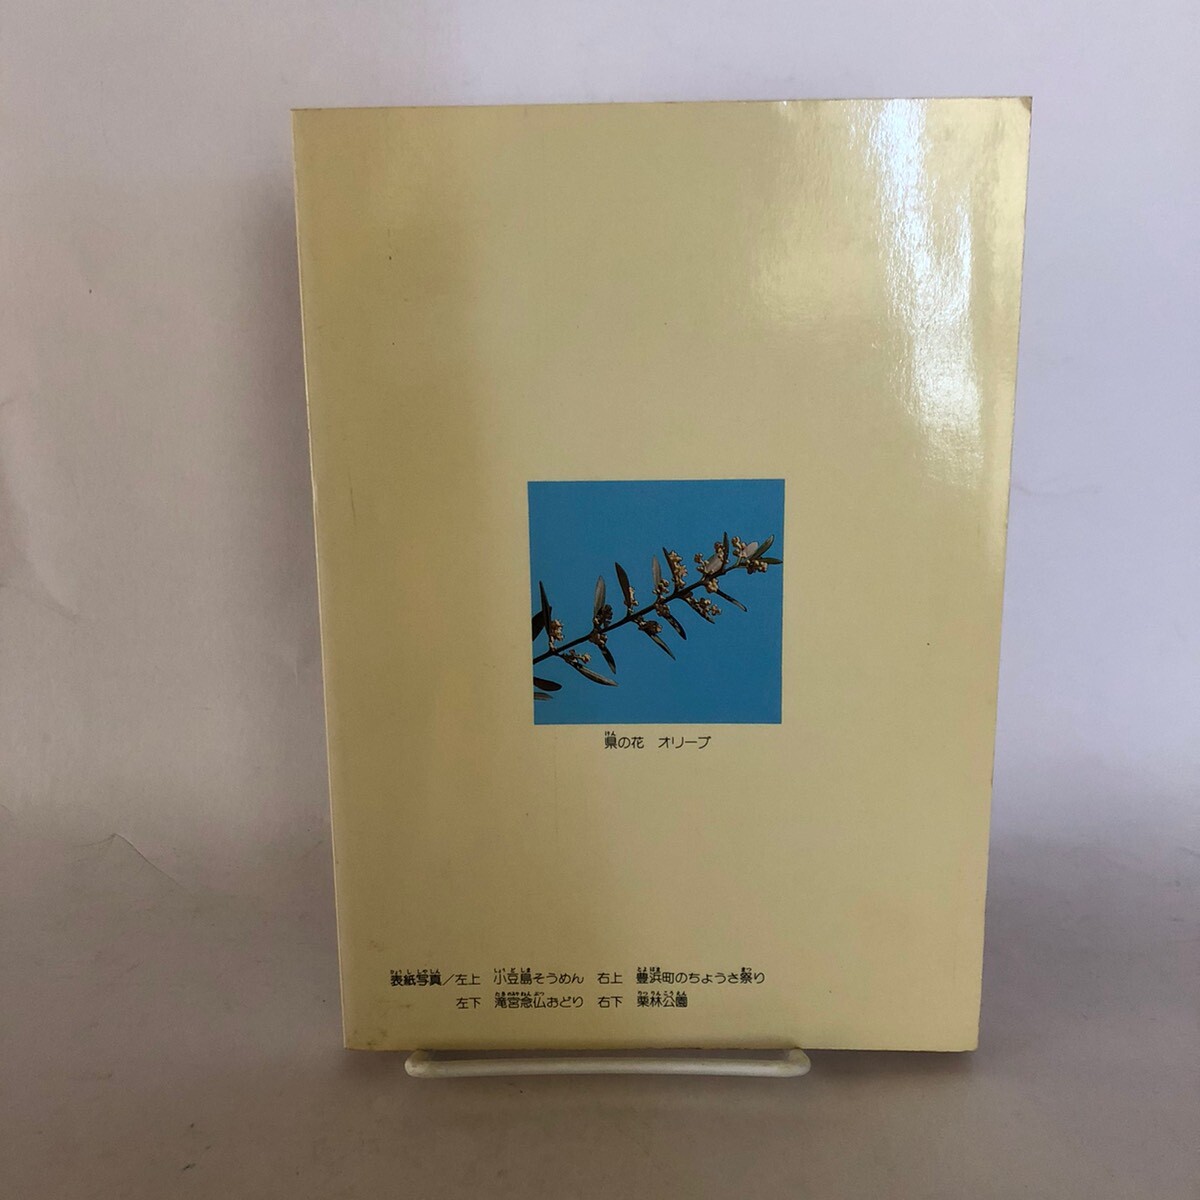 県の花 オリーブ
表紙写真/左上 小豆島そうめん 右上 豊浜町のちょうさ祭り
左下 滝宮念仏おどり 右下 栗林公園